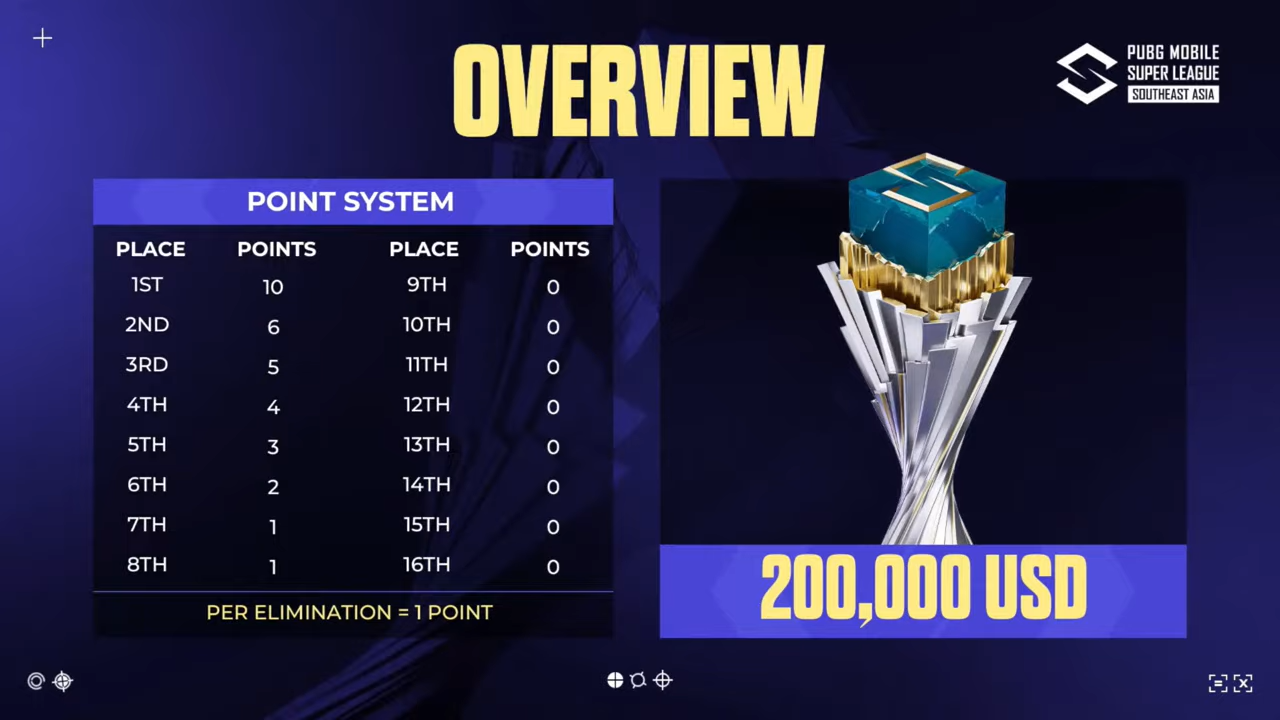 OVERVIEW
PUBG MOBILE
SUPER LEAGUE
SOUTHEAST ASIA
POINT SYSTEM
PLACE POINTS PLACE POINTS
1ST 10 9TH 0
2ND 6 10TH 0
3RD 5 11TH 0
4TH 4 12TH 0
5TH 3 13TH 0
6TH 2 14TH 0
7TH 1 15TH 0
8TH 1 16TH 0
PER ELIMINATION = 1 POINT
200,000 USD